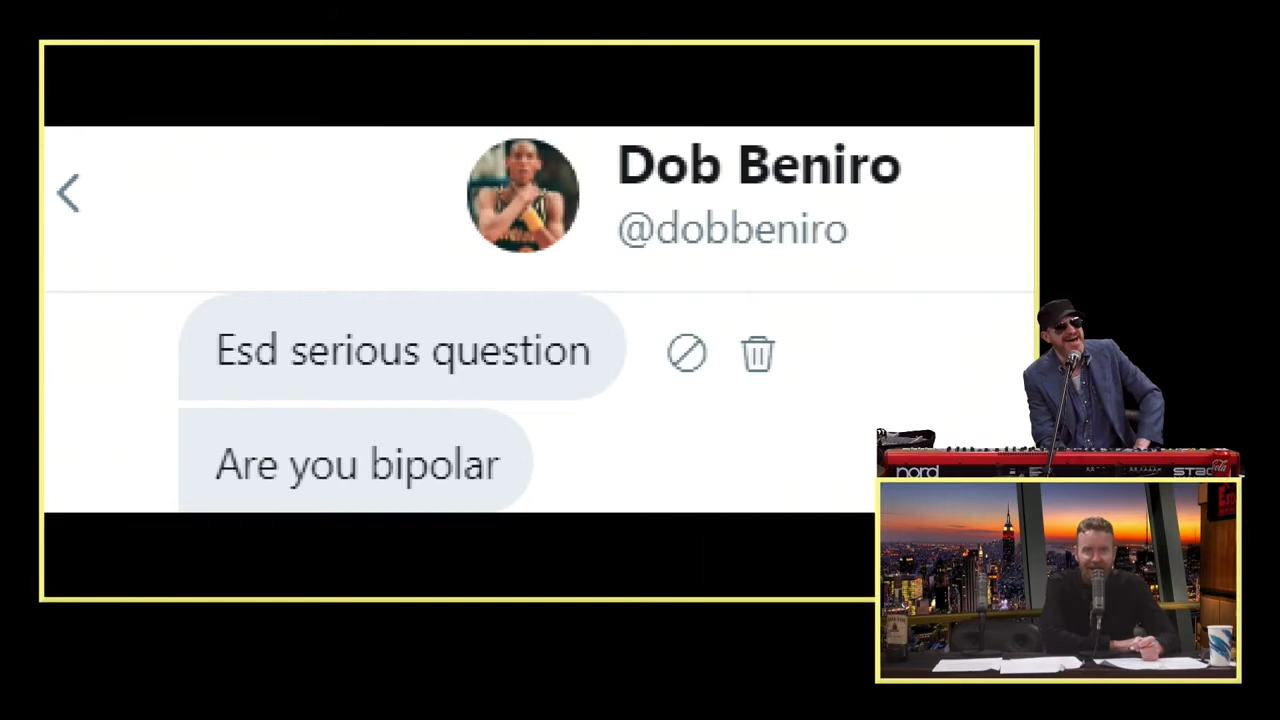 Dob Beniro
@dobbeniro
Esd serious question
Are you bipolar
nord